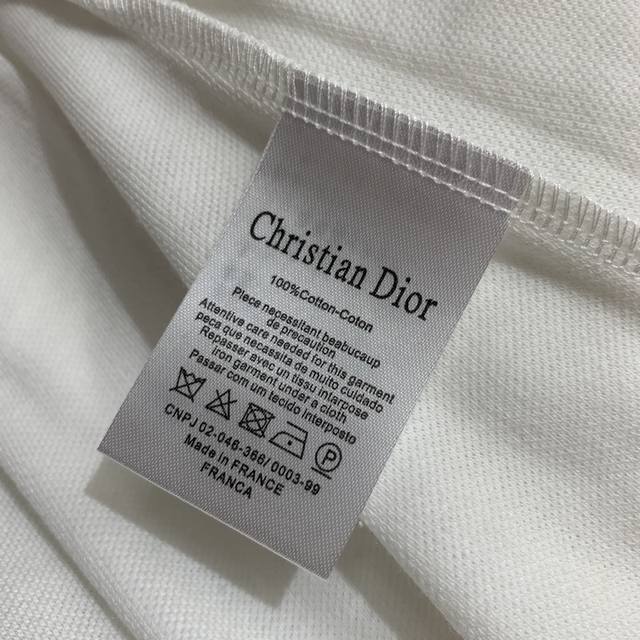 Christian Dior
100%Cotton-Coton
Piece necessitant beabucaup
de precaution
Attentive care needed for this garment
peca que necessita de muito cuidado
Repasser avec un tissu interpose
iron garment under a cloth
Passar com um tecido interposto
P
CNPJ 02-046-366/ 0003-99
Made in FRANCE
FRANCA